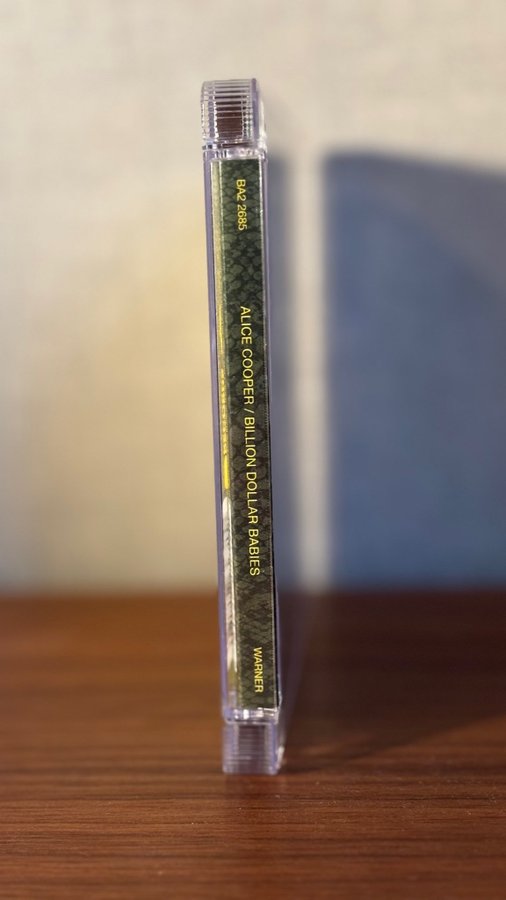 BA2 2685
ALICE COOPER / BILLION DOLLAR BABIES
WARNER